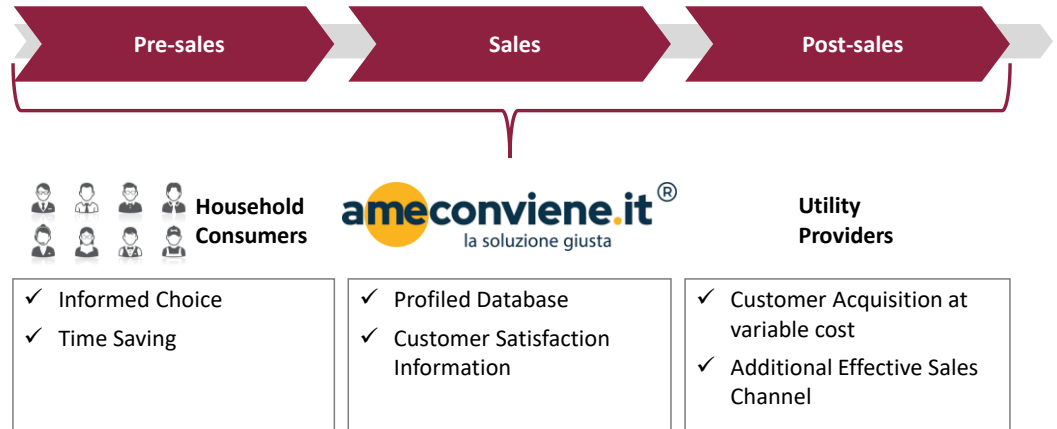 Pre-sales
Sales
Post-sales
Household
Consumers
ameconviene.it®
la soluzione giusta
Utility
Providers
✓ Informed Choice
✓ Time Saving
✓ Profiled Database
✓ Customer Satisfaction
Information
✓ Customer Acquisition at
variable cost
✓ Additional Effective Sales
Channel